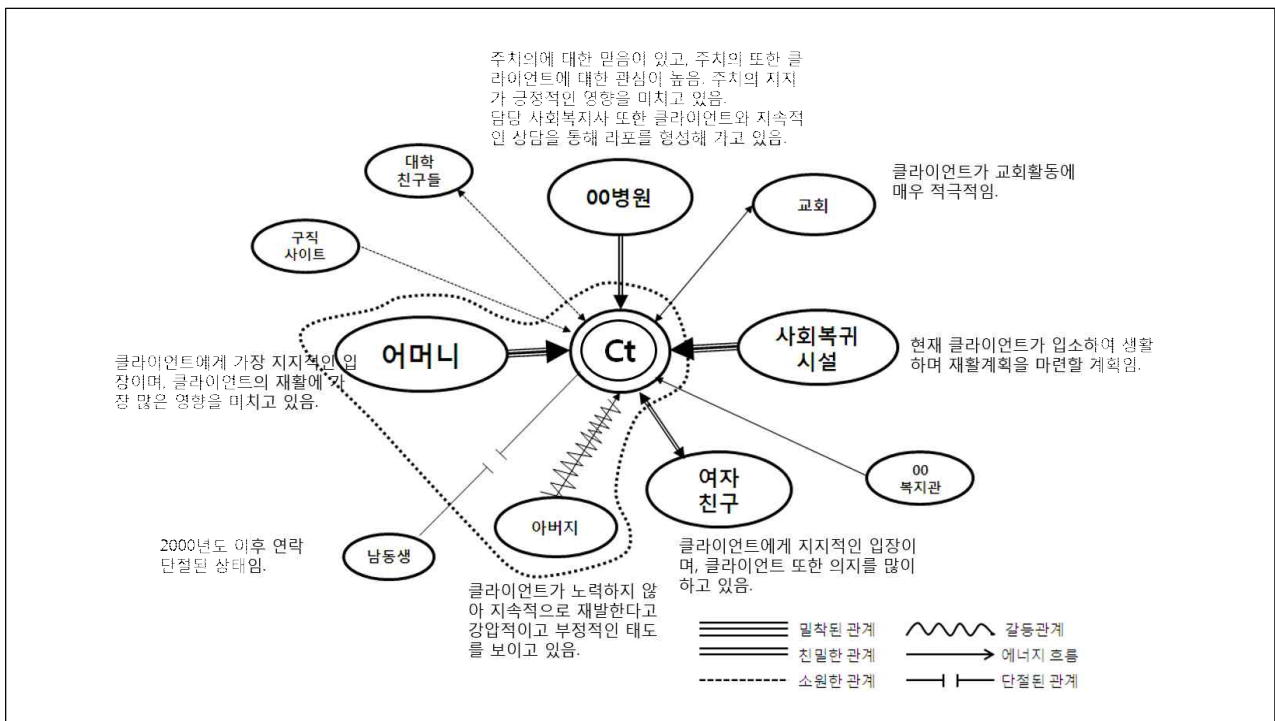 주치의에 대한 믿음이 있고, 주치의 또한 클
라이언트에 대한 관심이 높음. 주치의 지지
가 긍정적인 영향을 미치고 있음.
담당 사회복지사 또한 클라이언트와 지속적
인 상담을 통해 라포를 형성해 가고 있음.
대학
친구들
00병원
교회
클라이언트가 교회활동에
매우 적극적임.
구직
사이트
어머니
Ct
사회복귀
시설
클라이언트에게 가장 지지적인 입
장이며, 클라이언트의 재활에 가
장 많은 영향을 미치고 있음.
현재 클라이언트가 입소하여 생활
하며 재활계획을 마련할 계획임.
여자
친구
00
복지관
아버지
남동생
2000년도 이후 연락
단절된 상태임.
클라이언트에게 지지적인 입장이
며, 클라이언트 또한 의지를 많이
하고 있음.
클라이언트가 노력하지 않
아 지속적으로 재발한다고
강압적이고 부정적인 태도
를 보이고 있음.
밀착된 관계
갈등관계
친밀한 관계
에너지 흐름
소원한 관계
단절된 관계